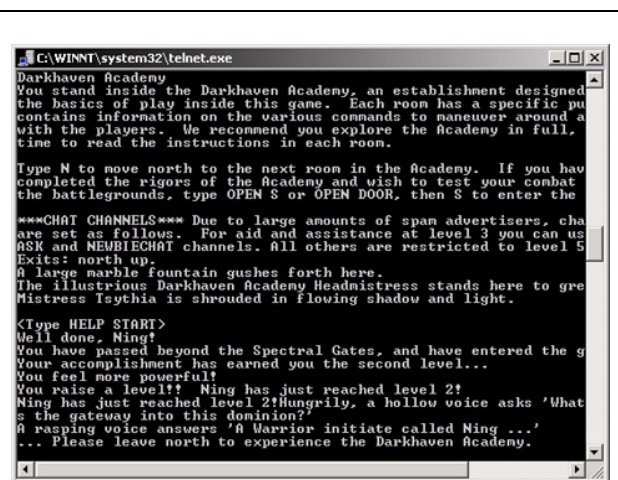 C:\WINNT\system32\telnet.exe
Darkhaven Academy
You stand inside the Darkhaven Academy, an establishment designed
the basics of play inside this game.  Each room has a specific pu
contains information on the various commands to maneuver around a
with the players.  We recommend you explore the Academy in full,
time to read the instructions in each room.
Type N to move north to the next room in the Academy.  If you hav
completed the rigors of the Academy and wish to test your combat
the battlegrounds, type OPEN S or OPEN DOOR, then S to enter the
***CHAT CHANNELS*** Due to large amounts of spam advertisers, cha
are set as follows.  For aid and assistance at level 3 you can us
ASK and NEWBIECHAT channels. All others are restricted to level 5
Exits: north up.
A large marble fountain gushes forth here.
The illustrious Darkhaven Academy Headmistress stands here to gre
Mistress Tsythia is shrouded in flowing shadow and light.
<Type HELP START>
Well done, Ning!
You have passed beyond the Spectral Gates, and have entered the g
Your accomplishment has earned you the second level...
You feel more powerful!
You raise a level!!  Ning has just reached level 2!
Ning has just reached level 2!Hungrily, a hollow voice asks 'What
s the gateway into this dominion?'
A rasping voice answers 'A Warrior initiate called Ning ...'
... Please leave north to experience the Darkhaven Academy.